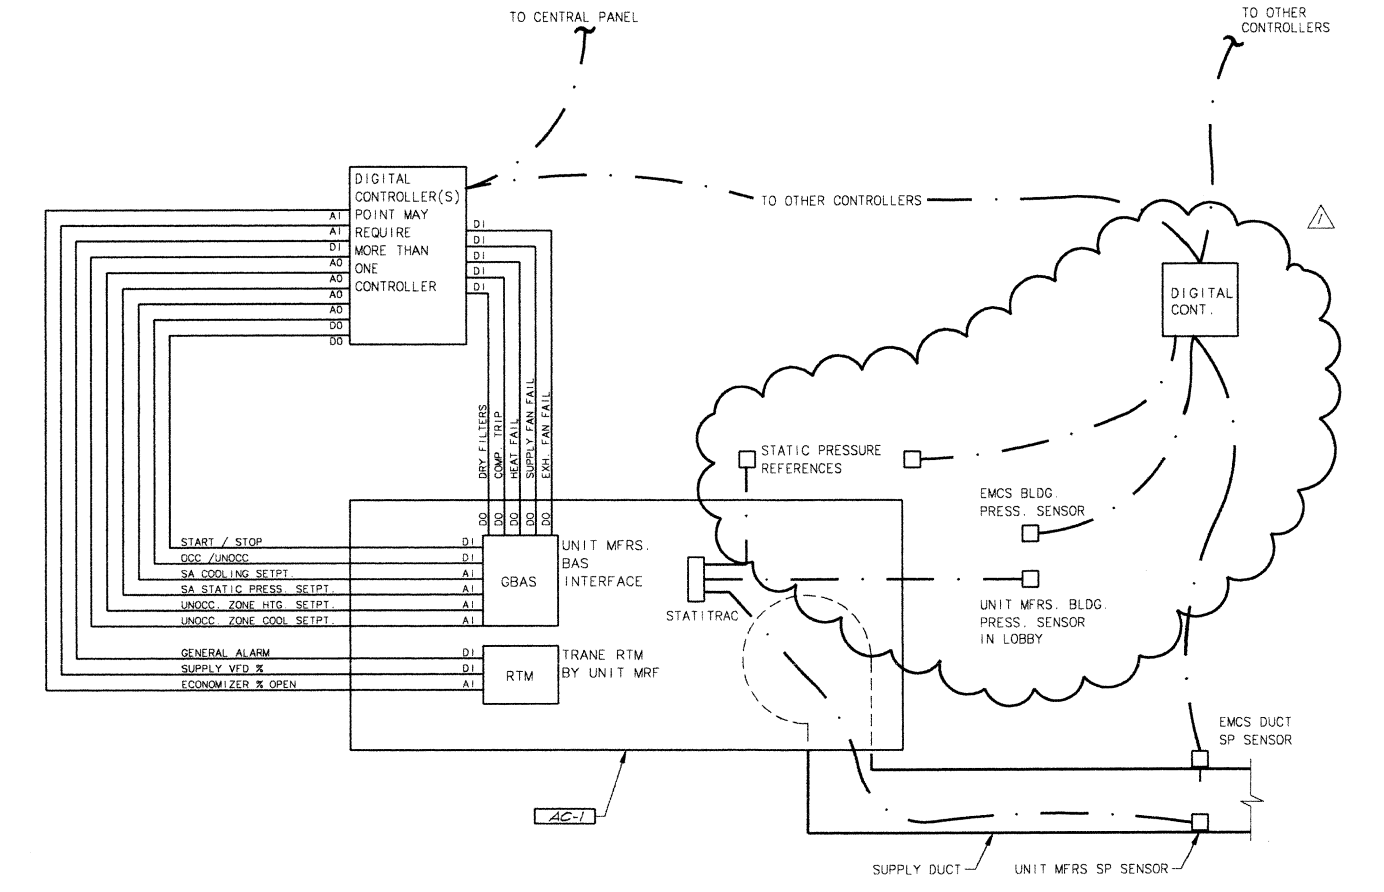 TO CENTRAL PANEL
TO OTHER
CONTROLLERS
DIGITAL
CONTROLLER(S)
POINT MAY
REQUIRE
MORE THAN
ONE
CONTROLLER
AI
AI
DI
AO
AO
AO
AO
DO
DO
DI
DI
DI
DI
DI
TO OTHER CONTROLLERS
1
DIGITAL
CONT.
DRY FILTERS
COMP. TRIP
HEAT FAIL
SUPPLY FAN FAIL
EXH. FAN FAIL
STATIC PRESSURE
REFERENCES
EMCS BLDG.
PRESS. SENSOR
DO
DO
DO
DO
DO
START / STOP
OCC /UNOCC
SA COOLING SETPT.
SA STATIC PRESS. SETPT.
UNOCC. ZONE HTG. SETPT.
UNOCC. ZONE COOL SETPT.
DI
DI
AI
AI
AI
AI
GBAS
UNIT MFRS.
BAS
INTERFACE
STATITRAC
UNIT MFRS. BLDG.
PRESS. SENSOR
IN LOBBY
GENERAL ALARM
SUPPLY VFD %
ECONOMIZER % OPEN
DI
DI
AI
RTM
TRANE RTM
BY UNIT MRF
EMCS DUCT
SP SENSOR
AC-1
SUPPLY DUCT
UNIT MFRS SP SENSOR